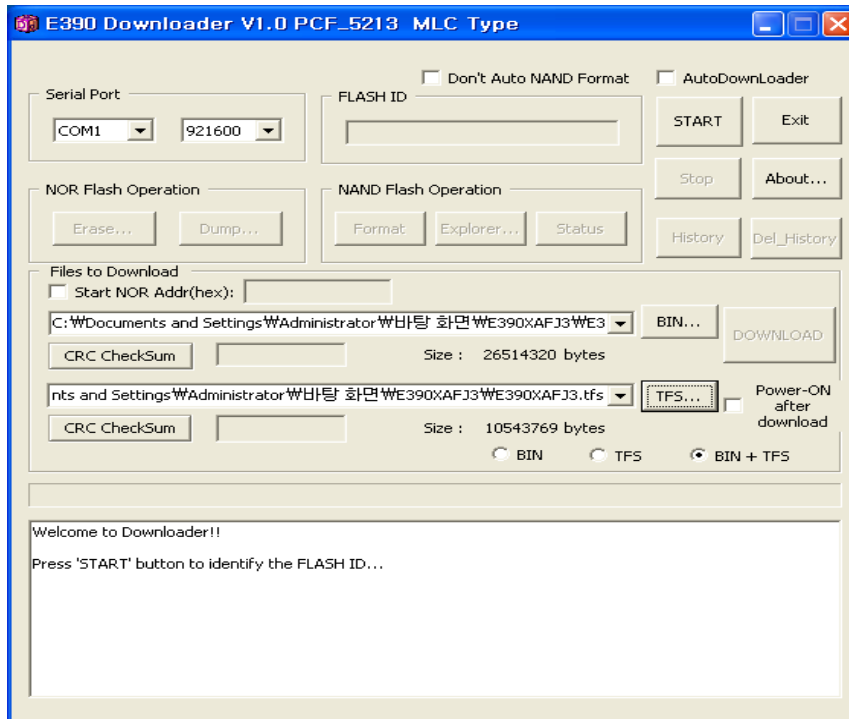 E390 Downloader V1.0 PCF_5213 MLC Type
Don't Auto NAND Format
AutoDownLoader
Serial Port
COM1
921600
FLASH ID
START
Exit
Stop
About...
NOR Flash Operation
Erase...
Dump...
NAND Flash Operation
Format
Explorer...
Status
History
Del_History
Files to Download
Start NOR Addr(hex):
C:₩Documents and Settings₩Administrator₩바탕 화면₩E390XAFJ3₩E3
BIN...
DOWNLOAD
CRC CheckSum
Size : 26514320 bytes
nts and Settings₩Administrator₩바탕 화면₩E390XAFJ3₩E390XAFJ3.tfs
TFS...
Power-ON
after
download
CRC CheckSum
Size : 10543769 bytes
BIN
TFS
BIN + TFS
Welcome to Downloader!!
Press 'START' button to identify the FLASH ID...